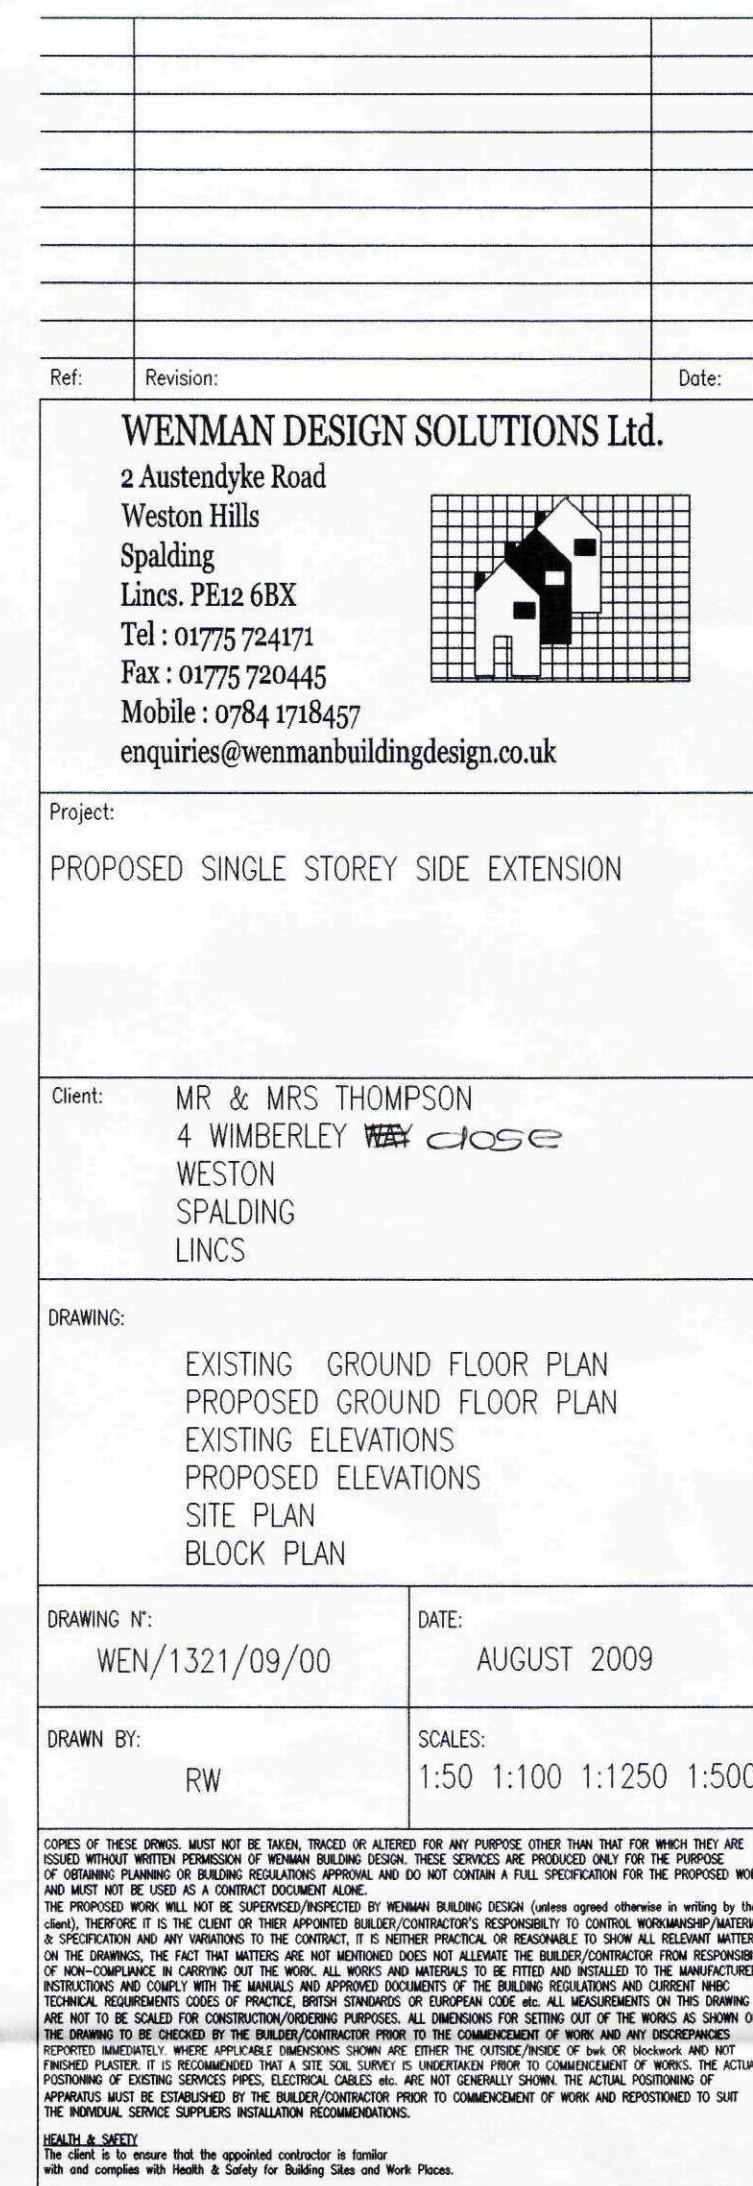 Ref: Revision: Date:
WENMAN DESIGN SOLUTIONS Ltd.
2 Austendyke Road
Weston Hills
Spalding
Lincs. PE12 6BX
Tel : 01775 724171
Fax : 01775 720445
Mobile : 0784 1718457
enquiries@wenmanbuildingdesign.co.uk
Project:
PROPOSED SINGLE STOREY SIDE EXTENSION
Client: MR & MRS THOMPSON
4 WIMBERLEY WAY close
WESTON
SPALDING
LINCS
DRAWING:
EXISTING GROUND FLOOR PLAN
PROPOSED GROUND FLOOR PLAN
EXISTING ELEVATIONS
PROPOSED ELEVATIONS
SITE PLAN
BLOCK PLAN
DRAWING N°: DATE:
WEN/1321/09/00 AUGUST 2009
DRAWN BY: SCALES:
RW 1:50 1:100 1:1250 1:500
COPIES OF THESE DRWGS. MUST NOT BE TAKEN, TRACED OR ALTERED FOR ANY PURPOSE OTHER THAN THAT FOR WHICH THEY ARE
ISSUED WITHOUT WRITTEN PERMISSION OF WENMAN BUILDING DESIGN. THESE SERVICES ARE PRODUCED ONLY FOR THE PURPOSE
OF OBTAINING PLANNING OR BUILDING REGULATIONS APPROVAL AND DO NOT CONTAIN A FULL SPECIFICATION FOR THE PROPOSED WOR
AND MUST NOT BE USED AS A CONTRACT DOCUMENT ALONE.
THE PROPOSED WORK WILL NOT BE SUPERVISED/INSPECTED BY WENMAN BUILDING DESIGN (unless agreed otherwise in writing by the
client), THERFORE IT IS THE CLIENT OR THIER APPOINTED BUILDER/CONTRACTOR'S RESPONSIBILTY TO CONTROL WORKMANSHIP/MATERIA
& SPECIFICATION AND ANY VARIATIONS TO THE CONTRACT, IT IS NEITHER PRACTICAL OR REASONABLE TO SHOW ALL RELEVANT MATTER
ON THE DRAWINGS, THE FACT THAT MATTERS ARE NOT MENTIONED DOES NOT ALLEVIATE THE BUILDER/CONTRACTOR FROM RESPONSIBI
OF NON-COMPLIANCE IN CARRYING OUT THE WORK. ALL WORKS AND MATERIALS TO BE FITTED AND INSTALLED TO THE MANUFACTURER
INSTRUCTIONS AND COMPLY WITH THE MANUALS AND APPROVED DOCUMENTS OF THE BUILDING REGULATIONS AND CURRENT NHBC
TECHNICAL REQUIREMENTS CODES OF PRACTICE, BRITSH STANDARDS OR EUROPEAN CODE etc. ALL MEASUREMENTS ON THIS DRAWING
ARE NOT TO BE SCALED FOR CONSTRUCTION/ORDERING PURPOSES. ALL DIMENSIONS FOR SETTING OUT OF THE WORKS AS SHOWN O
THE DRAWING TO BE CHECKED BY THE BUILDER/CONTRACTOR PRIOR TO THE COMMENCEMENT OF WORK AND ANY DISCREPANCIES
REPORTED IMMEDIATELY. WHERE APPLICABLE DIMENSIONS SHOWN ARE EITHER THE OUTSIDE/INSIDE OF bwk OR blockwork AND NOT
FINISHED PLASTER. IT IS RECOMMENDED THAT A SITE SOIL SURVEY IS UNDERTAKEN PRIOR TO COMMENCEMENT OF WORKS. THE ACTUA
POSTIONING OF EXISTING SERVICES PIPES, ELECTRICAL CABLES etc. ARE NOT GENERALLY SHOWN. THE ACTUAL POSITIONING OF
APPARATUS MUST BE ESTABLISHED BY THE BUILDER/CONTRACTOR PRIOR TO COMMENCEMENT OF WORK AND REPOSTIONED TO SUIT
THE INDIVIDUAL SERVICE SUPPLIERS INSTALLATION RECOMMENDATIONS.
HEALTH & SAFETY
The client is to ensure that the appointed contractor is familar
with and complies with Health & Safety for Building Sites and Work Places.